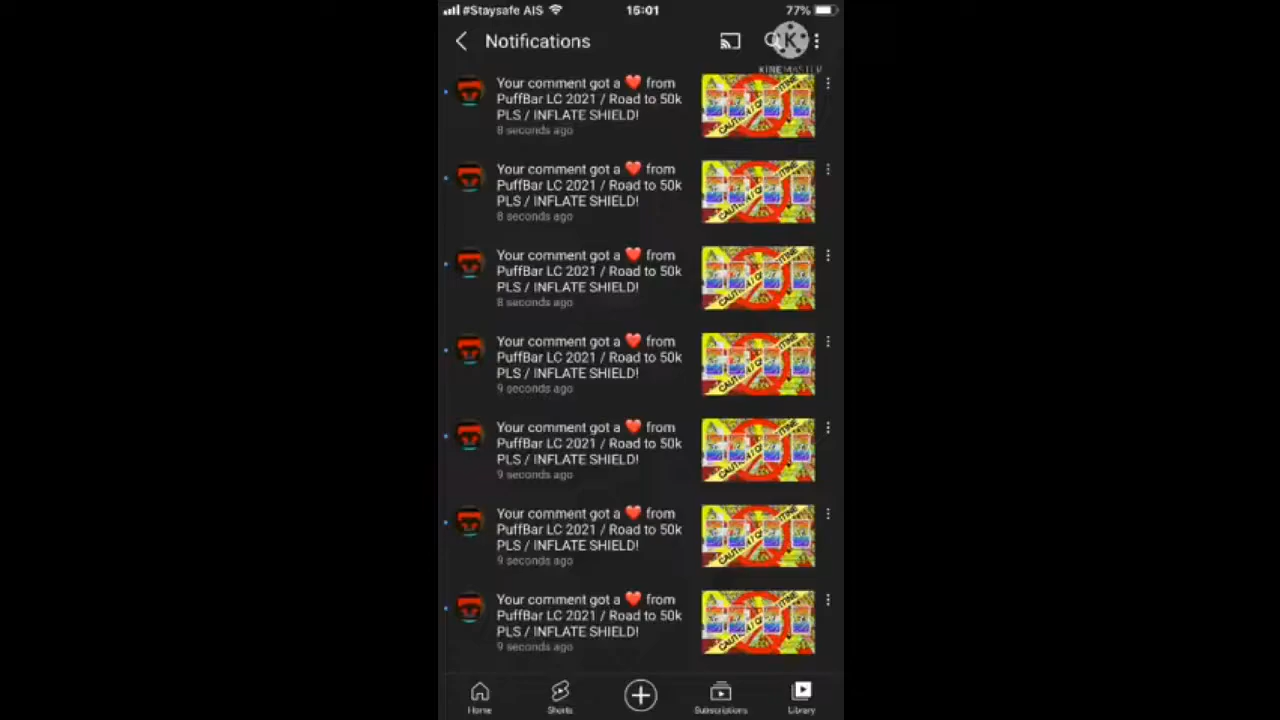 #Staysafe AIS
15:01
77%
Notifications
K
KINEMASTER
Your comment got a ❤️ from
PuffBar LC 2021 / Road to 50k
PLS / INFLATE SHIELD!
8 seconds ago
Your comment got a ❤️ from
PuffBar LC 2021 / Road to 50k
PLS / INFLATE SHIELD!
8 seconds ago
Your comment got a ❤️ from
PuffBar LC 2021 / Road to 50k
PLS / INFLATE SHIELD!
8 seconds ago
Your comment got a ❤️ from
PuffBar LC 2021 / Road to 50k
PLS / INFLATE SHIELD!
9 seconds ago
Your comment got a ❤️ from
PuffBar LC 2021 / Road to 50k
PLS / INFLATE SHIELD!
9 seconds ago
Your comment got a ❤️ from
PuffBar LC 2021 / Road to 50k
PLS / INFLATE SHIELD!
9 seconds ago
Your comment got a ❤️ from
PuffBar LC 2021 / Road to 50k
PLS / INFLATE SHIELD!
9 seconds ago
Home
Shorts
Subscriptions
Library